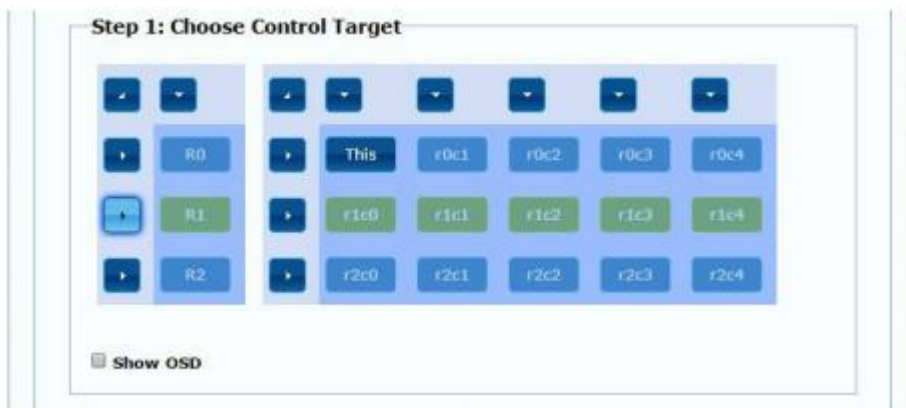 Step 1: Choose Control Target
R0 This r0c1 r0c2 r0c3 r0c4
R1 r1c0 r1c1 r1c2 r1c3 r1c4
R2 r2c0 r2c1 r2c2 r2c3 r2c4
Show OSD